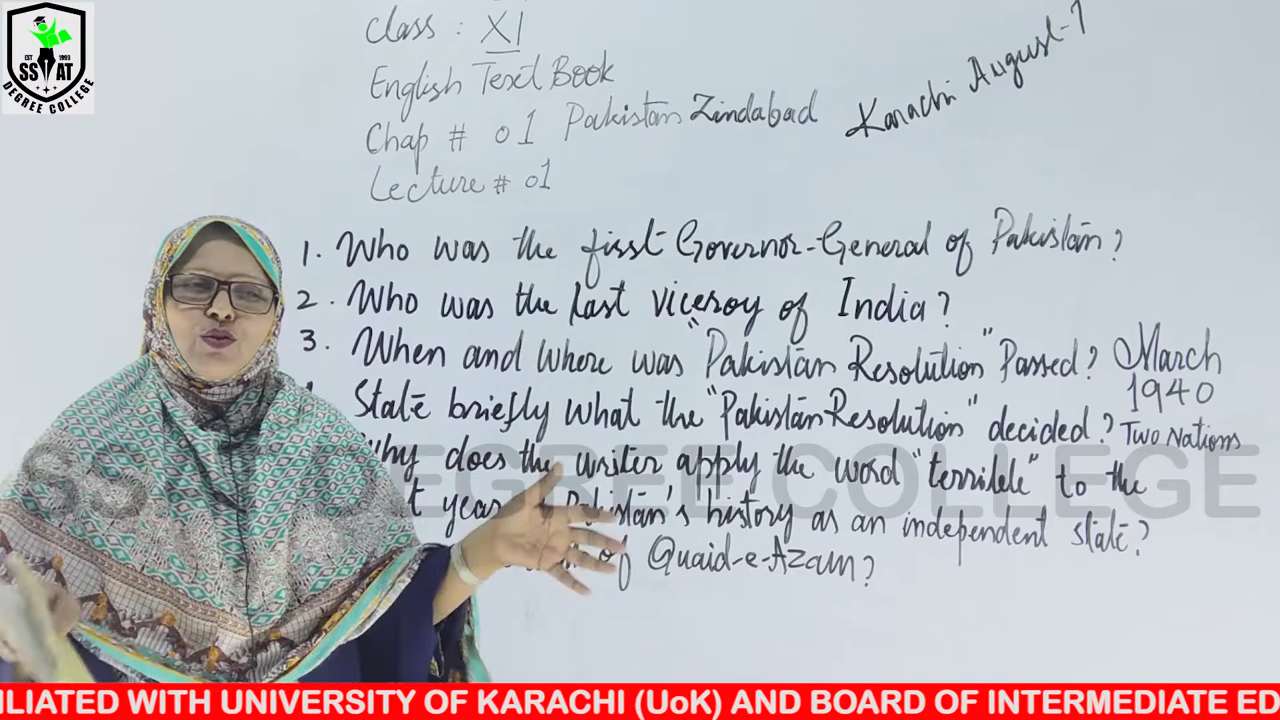 EST 1993
SS AT
DEGREE COLLEGE
Class : XI
English Text Book
Chap # 01 Pakistan Zindabad
Lecture # 01
Karachi August-7
1. Who was the first Governor-General of Pakistan?
2. Who was the last viceroy of India?
3. When and where was "Pakistan Resolution" Passed? March 1940
State briefly what the "Pakistan Resolution" decided? Two Nations
does the writer apply the word "terrible" to the
year Pakistan's history as an independent state?
of Quaid-e-Azam?
DEGREE COLLEGE
ILIATED WITH UNIVERSITY OF KARACHI (UoK) AND BOARD OF INTERMEDIATE ED